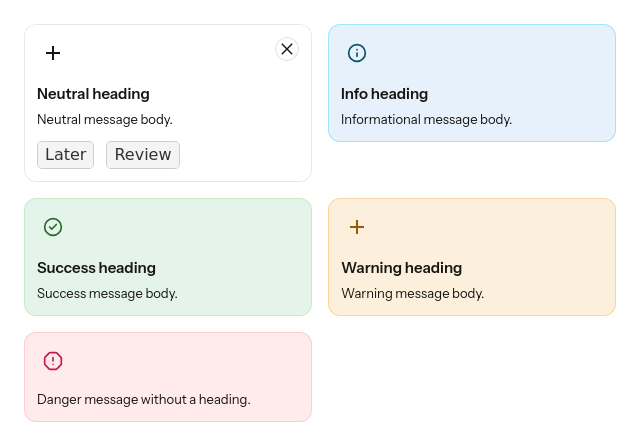 Neutral heading
Neutral message body.
Later Review
Info heading
Informational message body.
Success heading
Success message body.
Warning heading
Warning message body.
Danger message without a heading.